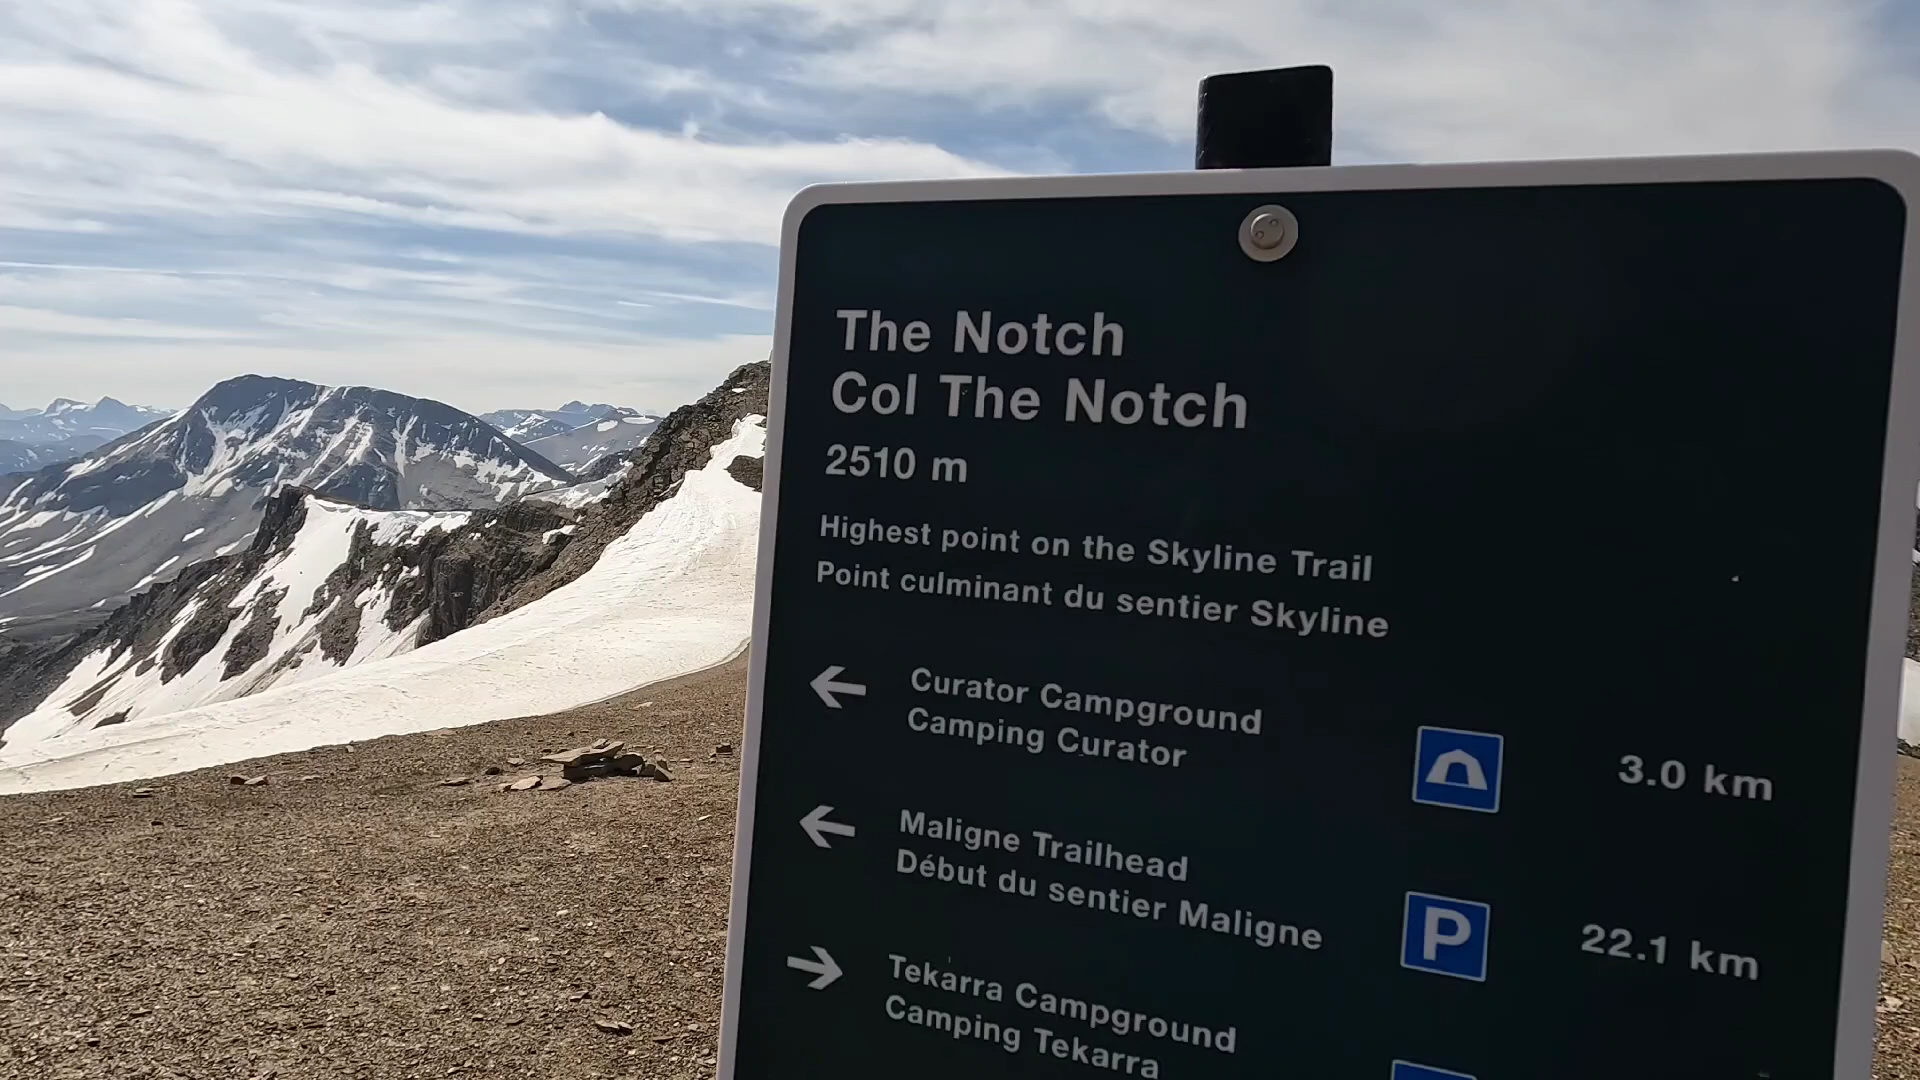 The Notch
Col The Notch
2510 m
Highest point on the Skyline Trail
Point culminant du sentier Skyline
Curator Campground
Camping Curator
3.0 km
Maligne Trailhead
Début du sentier Maligne
P
22.1 km
Tekarra Campground
Camping Tekarra